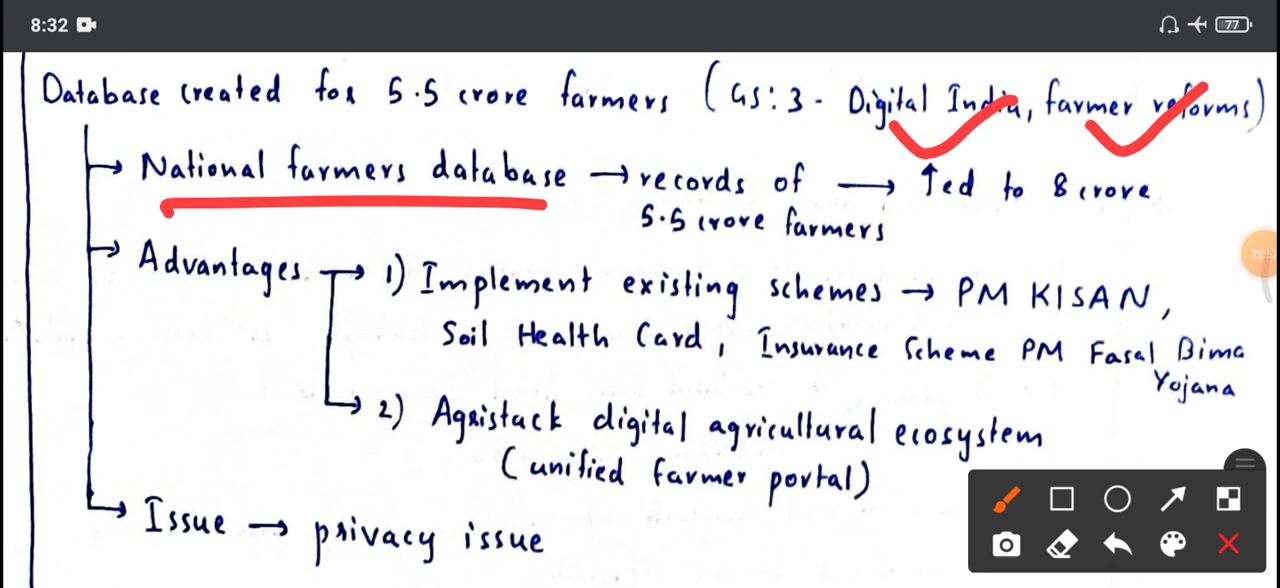 8:32
77
Database created for 5.5 crore farmers (GS:3 - Digital India, farmer reforms)
→ National farmers database → records of → ↑ed to 8 crore
5.5 crore farmers
22:52
→ Advantages → 1) Implement existing schemes → PM KISAN,
Soil Health Card, Insurance Scheme PM Fasal Bima
Yojana
→ 2) Agristack digital agricultural ecosystem
(unified farmer portal)
→ Issue → privacy issue